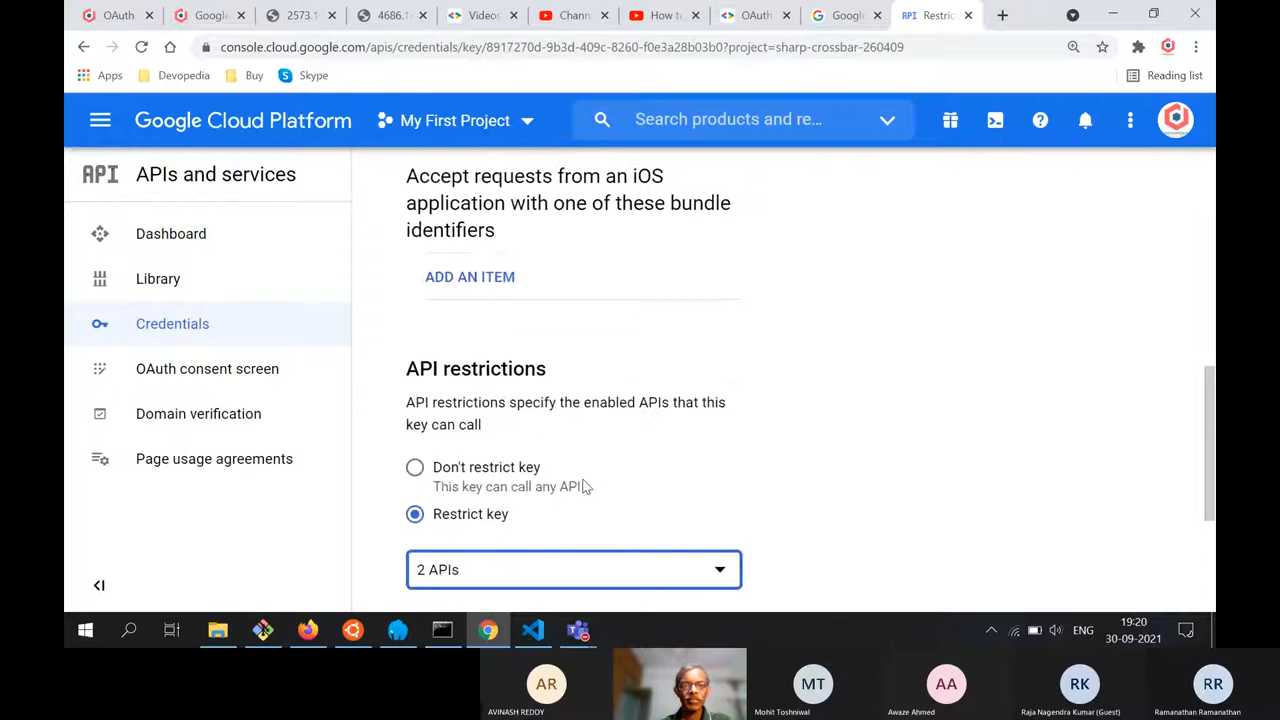 OAuth
Google
2573.1
4686.1
Videos
Chann
How to
OAuth
Google
API Restric
console.cloud.google.com/apis/credentials/key/8917270d-9b3d-409c-8260-f0e3a28b03b0?project=sharp-crossbar-260409
Apps
Devopedia
Buy
Skype
Reading list
Google Cloud Platform
My First Project
Search products and re...
API APIs and services
Dashboard
Library
Credentials
OAuth consent screen
Domain verification
Page usage agreements
Accept requests from an iOS
application with one of these bundle
identifiers
ADD AN ITEM
API restrictions
API restrictions specify the enabled APIs that this
key can call
Don't restrict key
This key can call any API
Restrict key
2 APIs
ENG
19:20
30-09-2021
AR
MT
AA
RK
RR
AVINASH REDDY
Mohit Toshniwal
Awaze Ahmed
Raja Nagendra Kumar (Guest)
Ramanathan Ramanathan